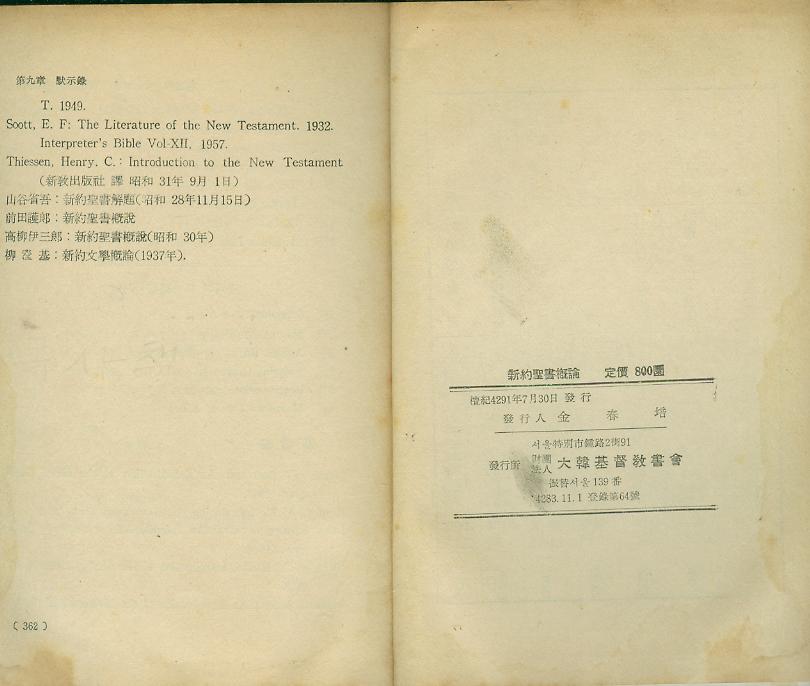 第九章 默示錄
T. 1949.
Soott, E. F: The Literature of the New Testament. 1932.
Interpreter's Bible Vol-XII, 1957.
Thiessen, Henry. C.: Introduction to the New Testament
(新敎出版社 譯 昭和 31年 9月 1日)
山谷省吾：新約聖書解題(昭和 28年11月15日)
前田護郎：新約聖書槪說
高柳伊三郎：新約聖書槪說(昭和 30年)
柳 瀅 基：新約文學槪論(1937年).
( 362 )
新約聖書槪論 定價 800圜
檀紀4291年7月30日 發行
發行人 金 春 培
서울特別市鐘路2街91
發行所 財團法人 大韓基督敎書會
振替서울139番
4283.11.1 登錄第64號